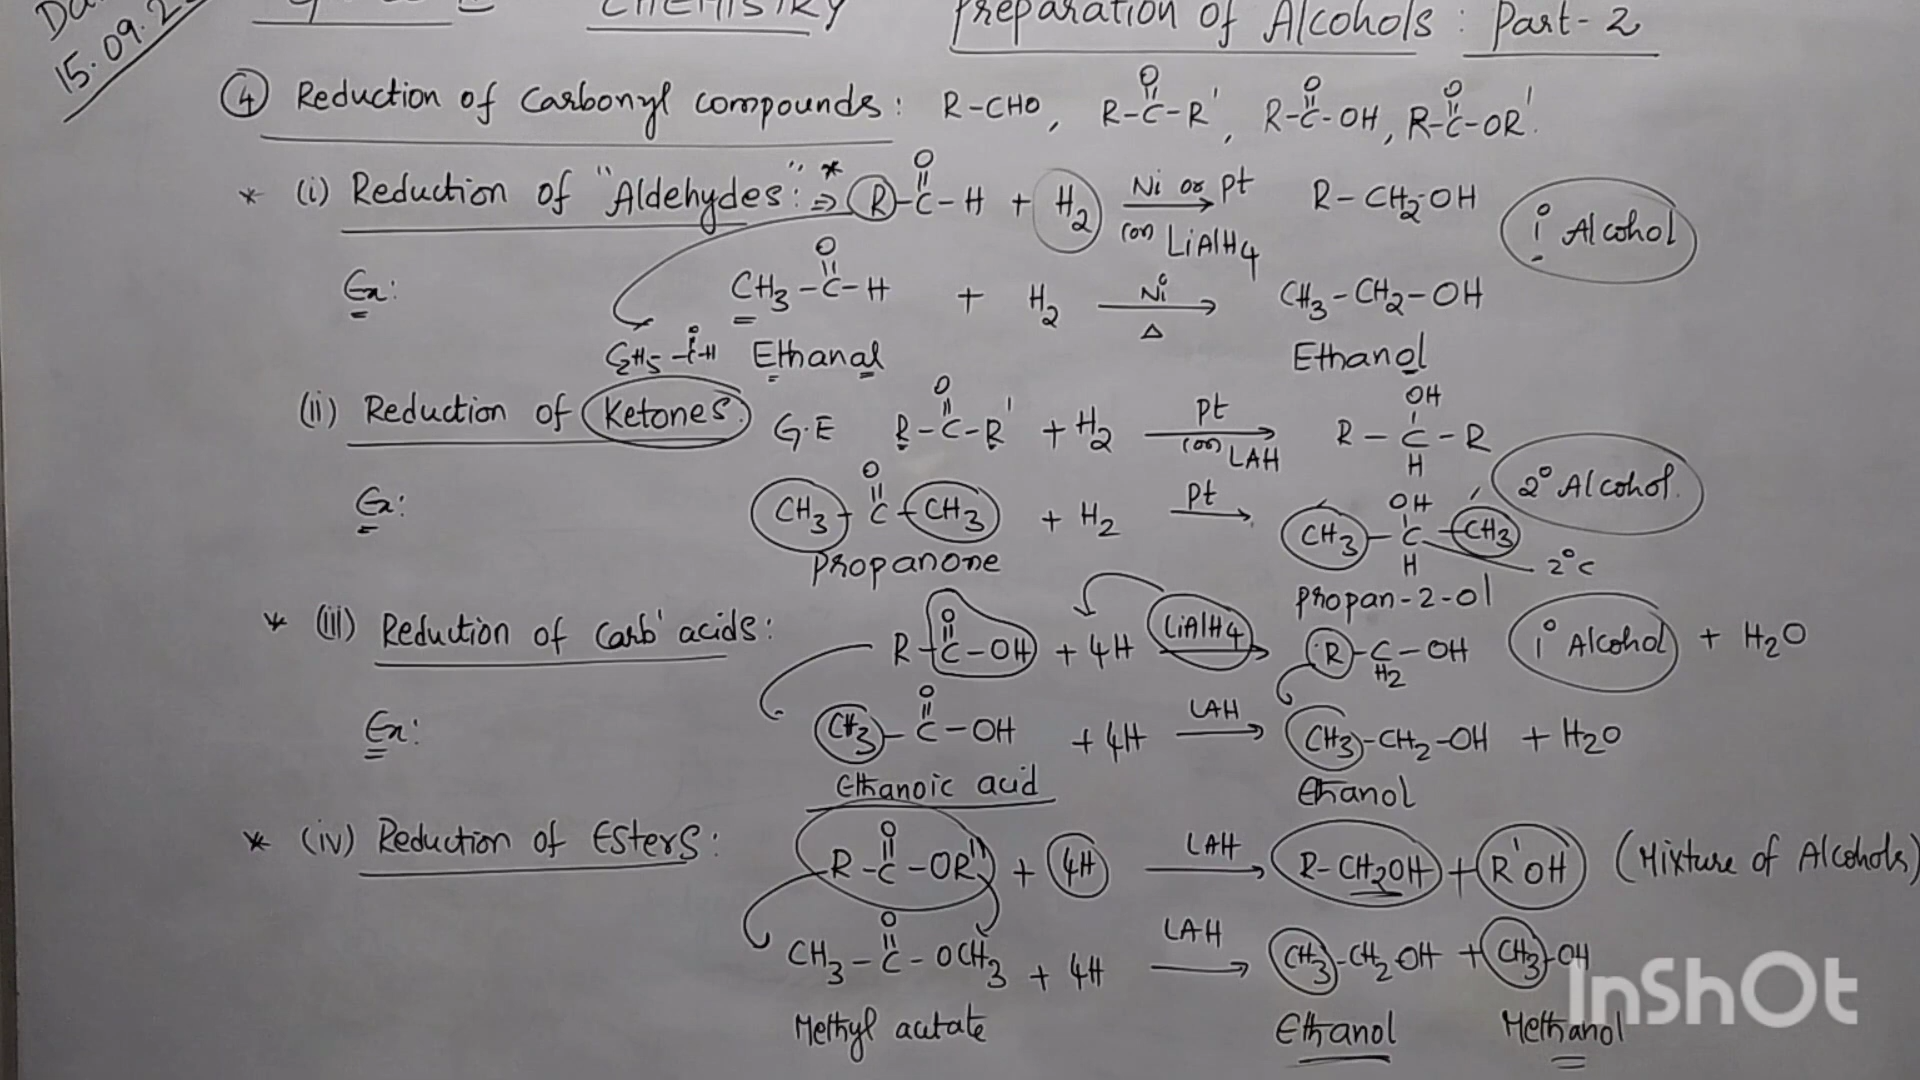 15.09.2
CHEMISTRY Preparation of Alcohols : Part-2
④ Reduction of Carbonyl compounds : R-CHO, R-C(=O)-R', R-C(=O)-OH, R-C(=O)-OR'.
* (i) Reduction of "Aldehydes:" * ⇒ R-C(=O)-H + H₂ —Ni or pt (or) LiAlH₄→ R-CH₂-OH 1° Alcohol
Ex: CH₃-C(=O)-H + H₂ —Ni Δ→ CH₃-CH₂-OH
C₂H₅-C(=O)-H Ethanal Ethanol
(ii) Reduction of Ketones. G.E R-C(=O)-R' + H₂ —pt (or) LAH→ R-C(OH)(H)-R 2° Alcohol.
Ex: CH₃-C(=O)-CH₃ + H₂ —pt→ CH₃-C(OH)(H)-CH₃ 2°c
propanone propan-2-ol
* (iii) Reduction of Carb' acids: R-C(=O)-OH + 4H —LiAlH₄→ R-CH₂-OH 1° Alcohol + H₂O
Ex: CH₃-C(=O)-OH + 4H —LAH→ CH₃-CH₂-OH + H₂O
Ethanoic acid Ethanol
* (iv) Reduction of Esters: R-C(=O)-OR' + 4H —LAH→ R-CH₂OH + R'OH (Mixture of Alcohols)
CH₃-C(=O)-OCH₃ + 4H —LAH→ CH₃-CH₂OH + CH₃-OH
Methyl acetate Ethanol Methanol
InShOt